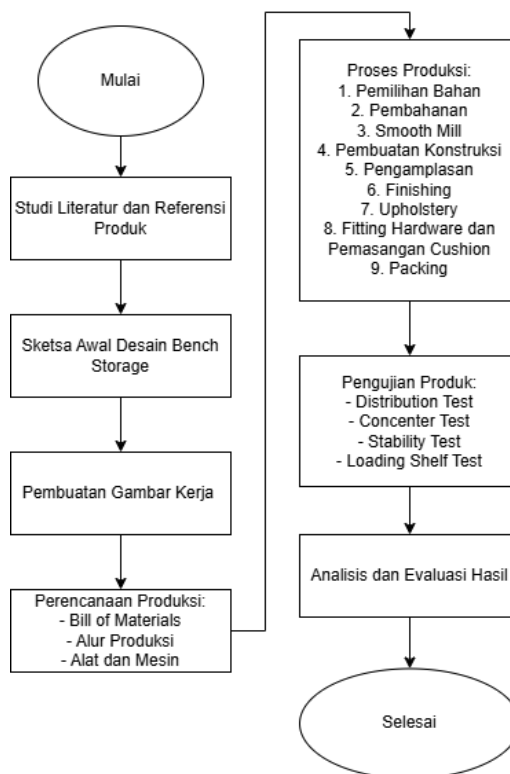 Mulai
Studi Literatur dan Referensi
Produk
Sketsa Awal Desain Bench
Storage
Pembuatan Gambar Kerja
Perencanaan Produksi:
- Bill of Materials
- Alur Produksi
- Alat dan Mesin
Proses Produksi:
1. Pemilihan Bahan
2. Pembahanan
3. Smooth Mill
4. Pembuatan Konstruksi
5. Pengamplasan
6. Finishing
7. Upholstery
8. Fitting Hardware dan
Pemasangan Cushion
9. Packing
Pengujian Produk:
- Distribution Test
- Concenter Test
- Stability Test
- Loading Shelf Test
Analisis dan Evaluasi Hasil
Selesai